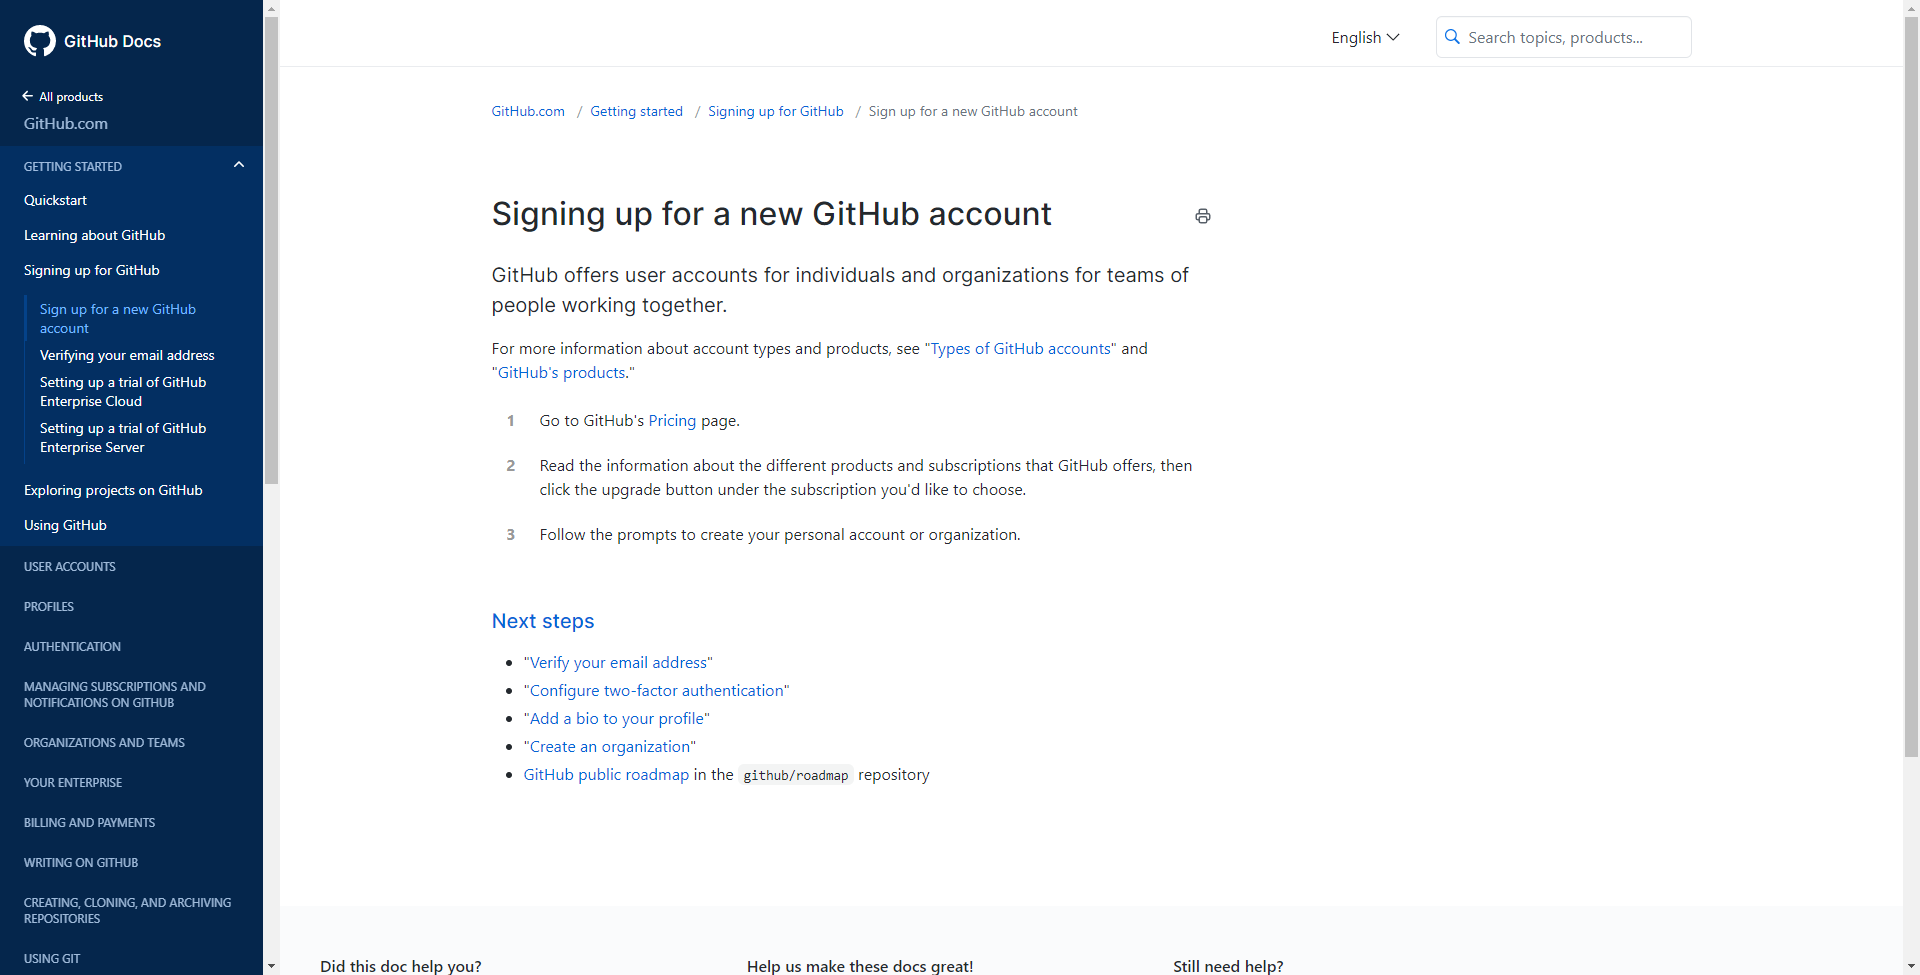 GitHub Docs
All products
GitHub.com
GETTING STARTED
Quickstart
Learning about GitHub
Signing up for GitHub
Sign up for a new GitHub
account
Verifying your email address
Setting up a trial of GitHub
Enterprise Cloud
Setting up a trial of GitHub
Enterprise Server
Exploring projects on GitHub
Using GitHub
USER ACCOUNTS
PROFILES
AUTHENTICATION
MANAGING SUBSCRIPTIONS AND
NOTIFICATIONS ON GITHUB
ORGANIZATIONS AND TEAMS
YOUR ENTERPRISE
BILLING AND PAYMENTS
WRITING ON GITHUB
CREATING, CLONING, AND ARCHIVING
REPOSITORIES
USING GIT
English
Search topics, products...
GitHub.com / Getting started / Signing up for GitHub / Sign up for a new GitHub account
Signing up for a new GitHub account
GitHub offers user accounts for individuals and organizations for teams of
people working together.
For more information about account types and products, see "Types of GitHub accounts" and
"GitHub's products."
1 Go to GitHub's Pricing page.
2 Read the information about the different products and subscriptions that GitHub offers, then
click the upgrade button under the subscription you'd like to choose.
3 Follow the prompts to create your personal account or organization.
Next steps
"Verify your email address"
"Configure two-factor authentication"
"Add a bio to your profile"
"Create an organization"
GitHub public roadmap in the github/roadmap repository
Did this doc help you?
Help us make these docs great!
Still need help?